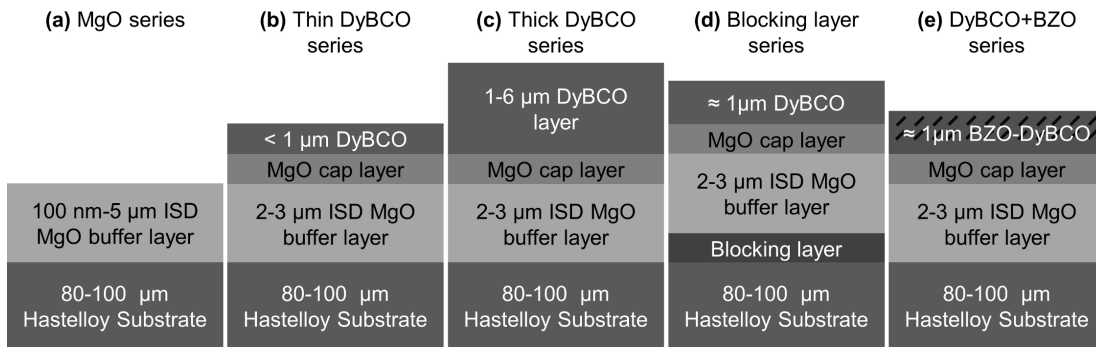 (a) MgO series
100 nm-5 µm ISD
MgO buffer layer
80-100 µm
Hastelloy Substrate
(b) Thin DyBCO
series
< 1 µm DyBCO
MgO cap layer
2-3 µm ISD MgO
buffer layer
80-100 µm
Hastelloy Substrate
(c) Thick DyBCO
series
1-6 µm DyBCO
layer
MgO cap layer
2-3 µm ISD MgO
buffer layer
80-100 µm
Hastelloy Substrate
(d) Blocking layer
series
≈ 1µm DyBCO
MgO cap layer
2-3 µm ISD MgO
buffer layer
Blocking layer
80-100 µm
Hastelloy Substrate
(e) DyBCO+BZO
series
≈ 1µm BZO-DyBCO
MgO cap layer
2-3 µm ISD MgO
buffer layer
80-100 µm
Hastelloy Substrate